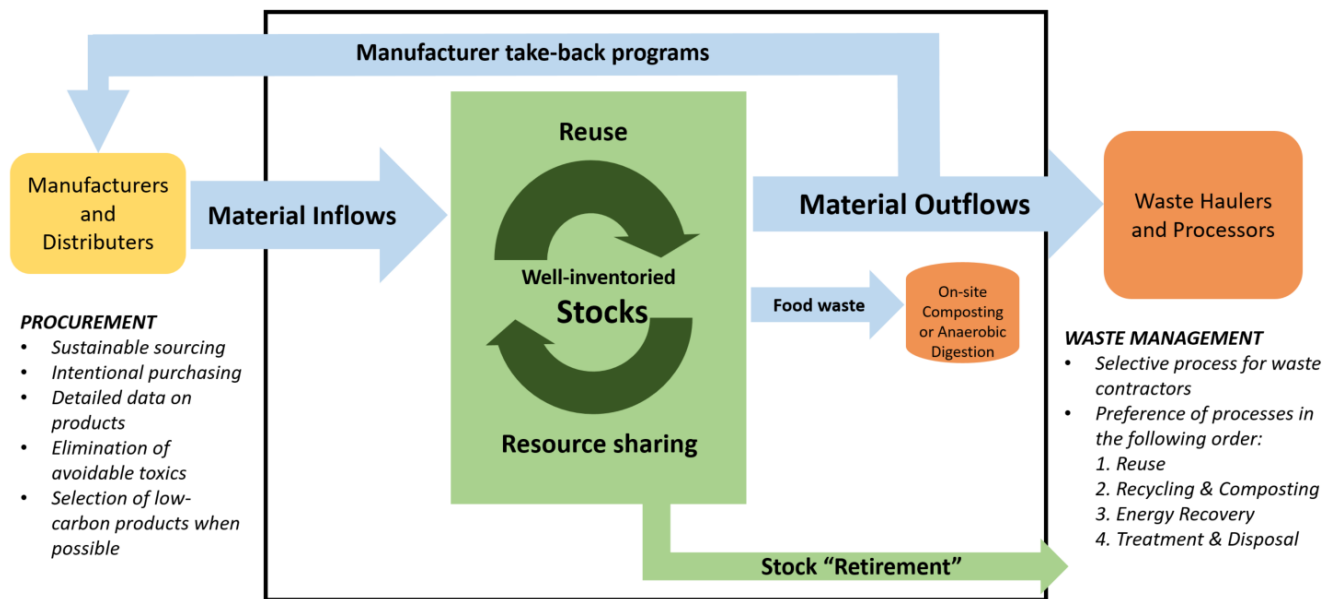 Manufacturer take-back programs
Manufacturers
and
Distributers
Material Inflows
Reuse
Well-inventoried
Stocks
Resource sharing
Material Outflows
Food waste
On-site
Composting
or Anaerobic
Digestion
Waste Haulers
and Processors
PROCUREMENT
• Sustainable sourcing
• Intentional purchasing
• Detailed data on
products
• Elimination of
avoidable toxics
• Selection of low-
carbon products when
possible
WASTE MANAGEMENT
• Selective process for waste
contractors
• Preference of processes in
the following order:
1. Reuse
2. Recycling & Composting
3. Energy Recovery
4. Treatment & Disposal
Stock “Retirement”